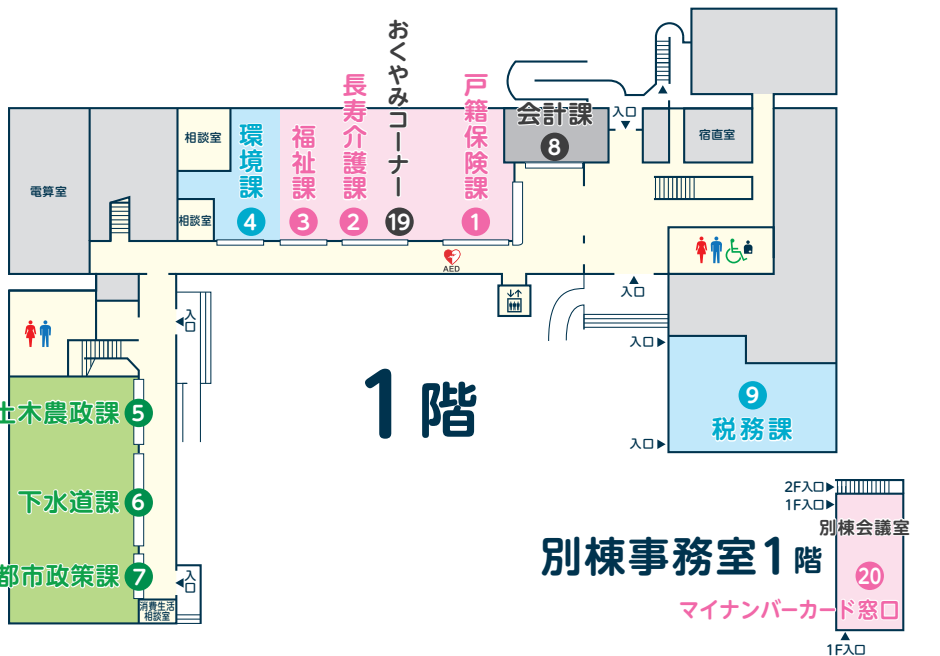 おくやみコーナー
19
長寿介護課
2
戸籍保険課
1
会計課
8
入口
宿直室
相談室
環境課
4
福祉課
3
電算室
相談室
AED
入口
入口
入口
9
税務課
入口
1階
土木農政課 5
下水道課 6
都市政策課 7
入口
消費生活
相談室
2F入口
1F入口
別棟会議室
別棟事務室1階
20
マイナンバーカード窓口
1F入口